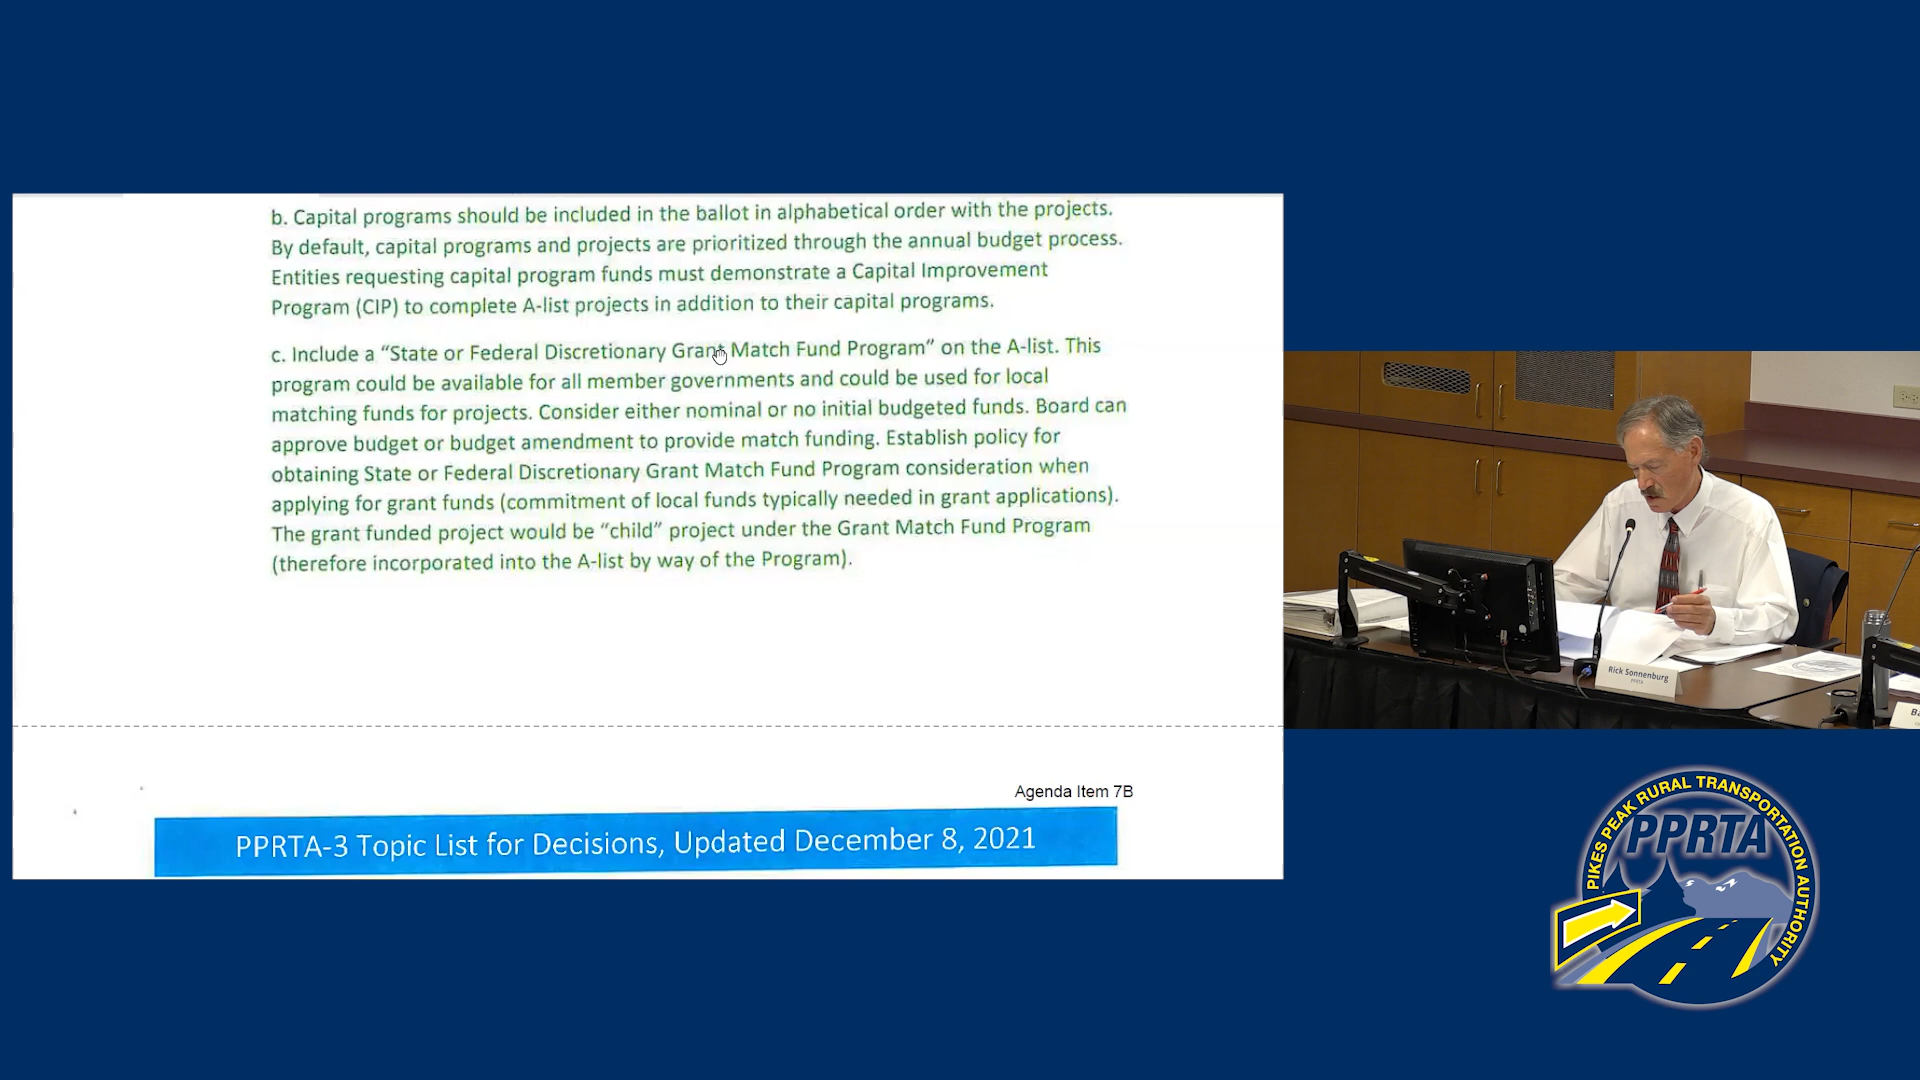 b. Capital programs should be included in the ballot in alphabetical order with the projects.
By default, capital programs and projects are prioritized through the annual budget process.
Entities requesting capital program funds must demonstrate a Capital Improvement
Program (CIP) to complete A-list projects in addition to their capital programs.
c. Include a “State or Federal Discretionary Grant Match Fund Program” on the A-list. This
program could be available for all member governments and could be used for local
matching funds for projects. Consider either nominal or no initial budgeted funds. Board can
approve budget or budget amendment to provide match funding. Establish policy for
obtaining State or Federal Discretionary Grant Match Fund Program consideration when
applying for grant funds (commitment of local funds typically needed in grant applications).
The grant funded project would be “child” project under the Grant Match Fund Program
(therefore incorporated into the A-list by way of the Program).
Agenda Item 7B
PPRTA-3 Topic List for Decisions, Updated December 8, 2021
Rick Sonnenburg
PPRTA
PIKES PEAK RURAL TRANSPORTATION AUTHORITY
PPRTA